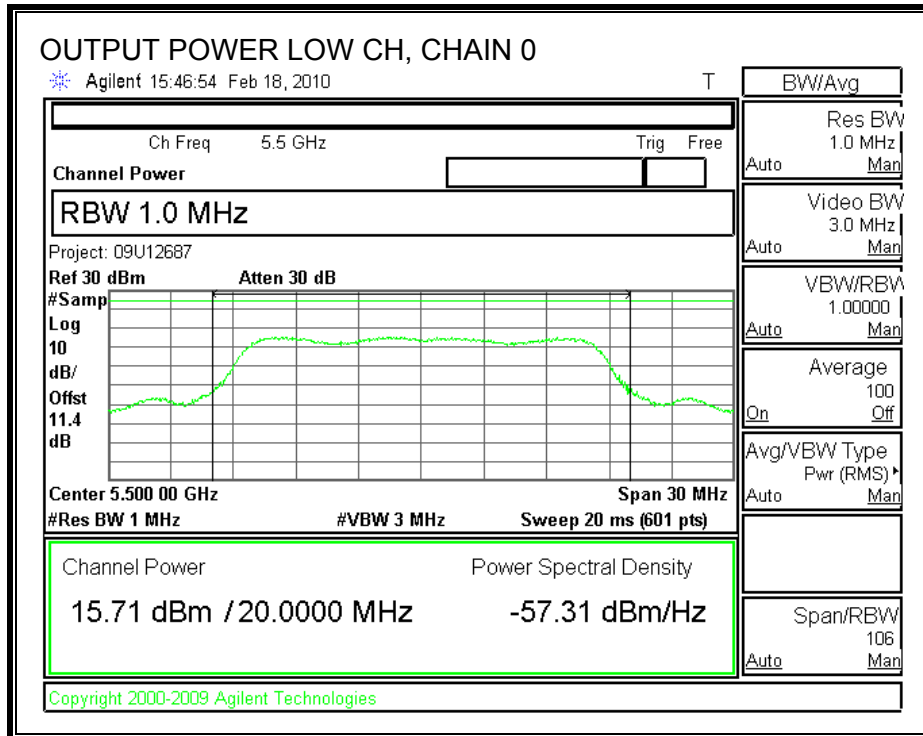 OUTPUT POWER LOW CH, CHAIN 0
Agilent 15:46:54 Feb 18, 2010 T
Ch Freq 5.5 GHz Trig Free
Channel Power
RBW 1.0 MHz
Project: 09U12687
Ref 30 dBm Atten 30 dB
#Samp
Log
10
dB/
Offst
11.4
dB
Center 5.500 00 GHz Span 30 MHz
#Res BW 1 MHz #VBW 3 MHz Sweep 20 ms (601 pts)
Channel Power Power Spectral Density
15.71 dBm / 20.0000 MHz -57.31 dBm/Hz
Copyright 2000-2009 Agilent Technologies
BW/Avg
Res BW
1.0 MHz
Auto Man
Video BW
3.0 MHz
Auto Man
VBW/RBW
1.00000
Auto Man
Average
100
On Off
Avg/VBW Type
Pwr (RMS)
Auto Man
Span/RBW
106
Auto Man